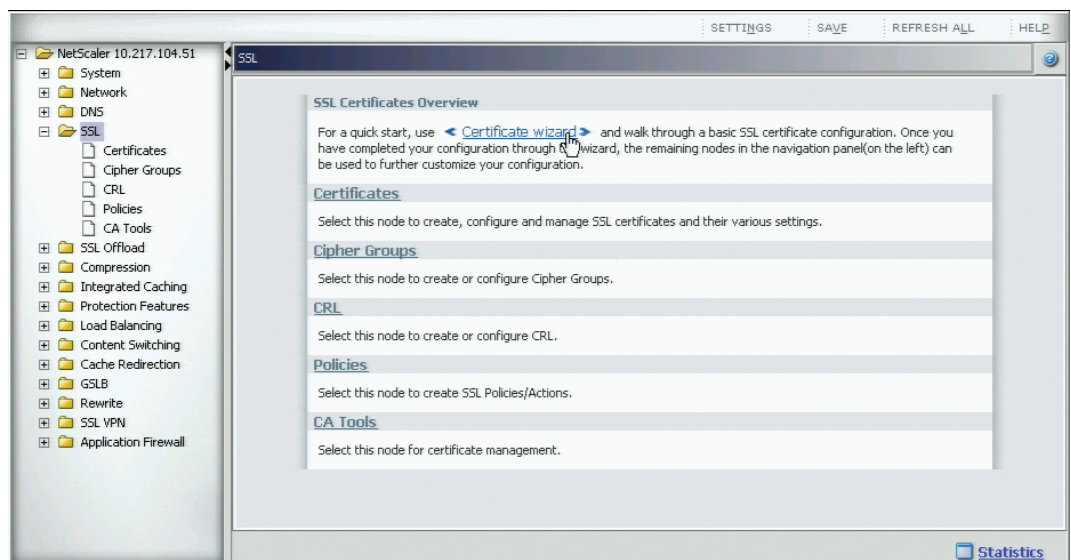 SETTINGS SAVE REFRESH ALL HELP
NetScaler 10.217.104.51
System
Network
DNS
SSL
Certificates
Cipher Groups
CRL
Policies
CA Tools
SSL Offload
Compression
Integrated Caching
Protection Features
Load Balancing
Content Switching
Cache Redirection
GSLB
Rewrite
SSL VPN
Application Firewall
SSL
SSL Certificates Overview
For a quick start, use Certificate wizard and walk through a basic SSL certificate configuration. Once you
have completed your configuration through wizard, the remaining nodes in the navigation panel(on the left) can
be used to further customize your configuration.
Certificates
Select this node to create, configure and manage SSL certificates and their various settings.
Cipher Groups
Select this node to create or configure Cipher Groups.
CRL
Select this node to create or configure CRL.
Policies
Select this node to create SSL Policies/Actions.
CA Tools
Select this node for certificate management.
Statistics